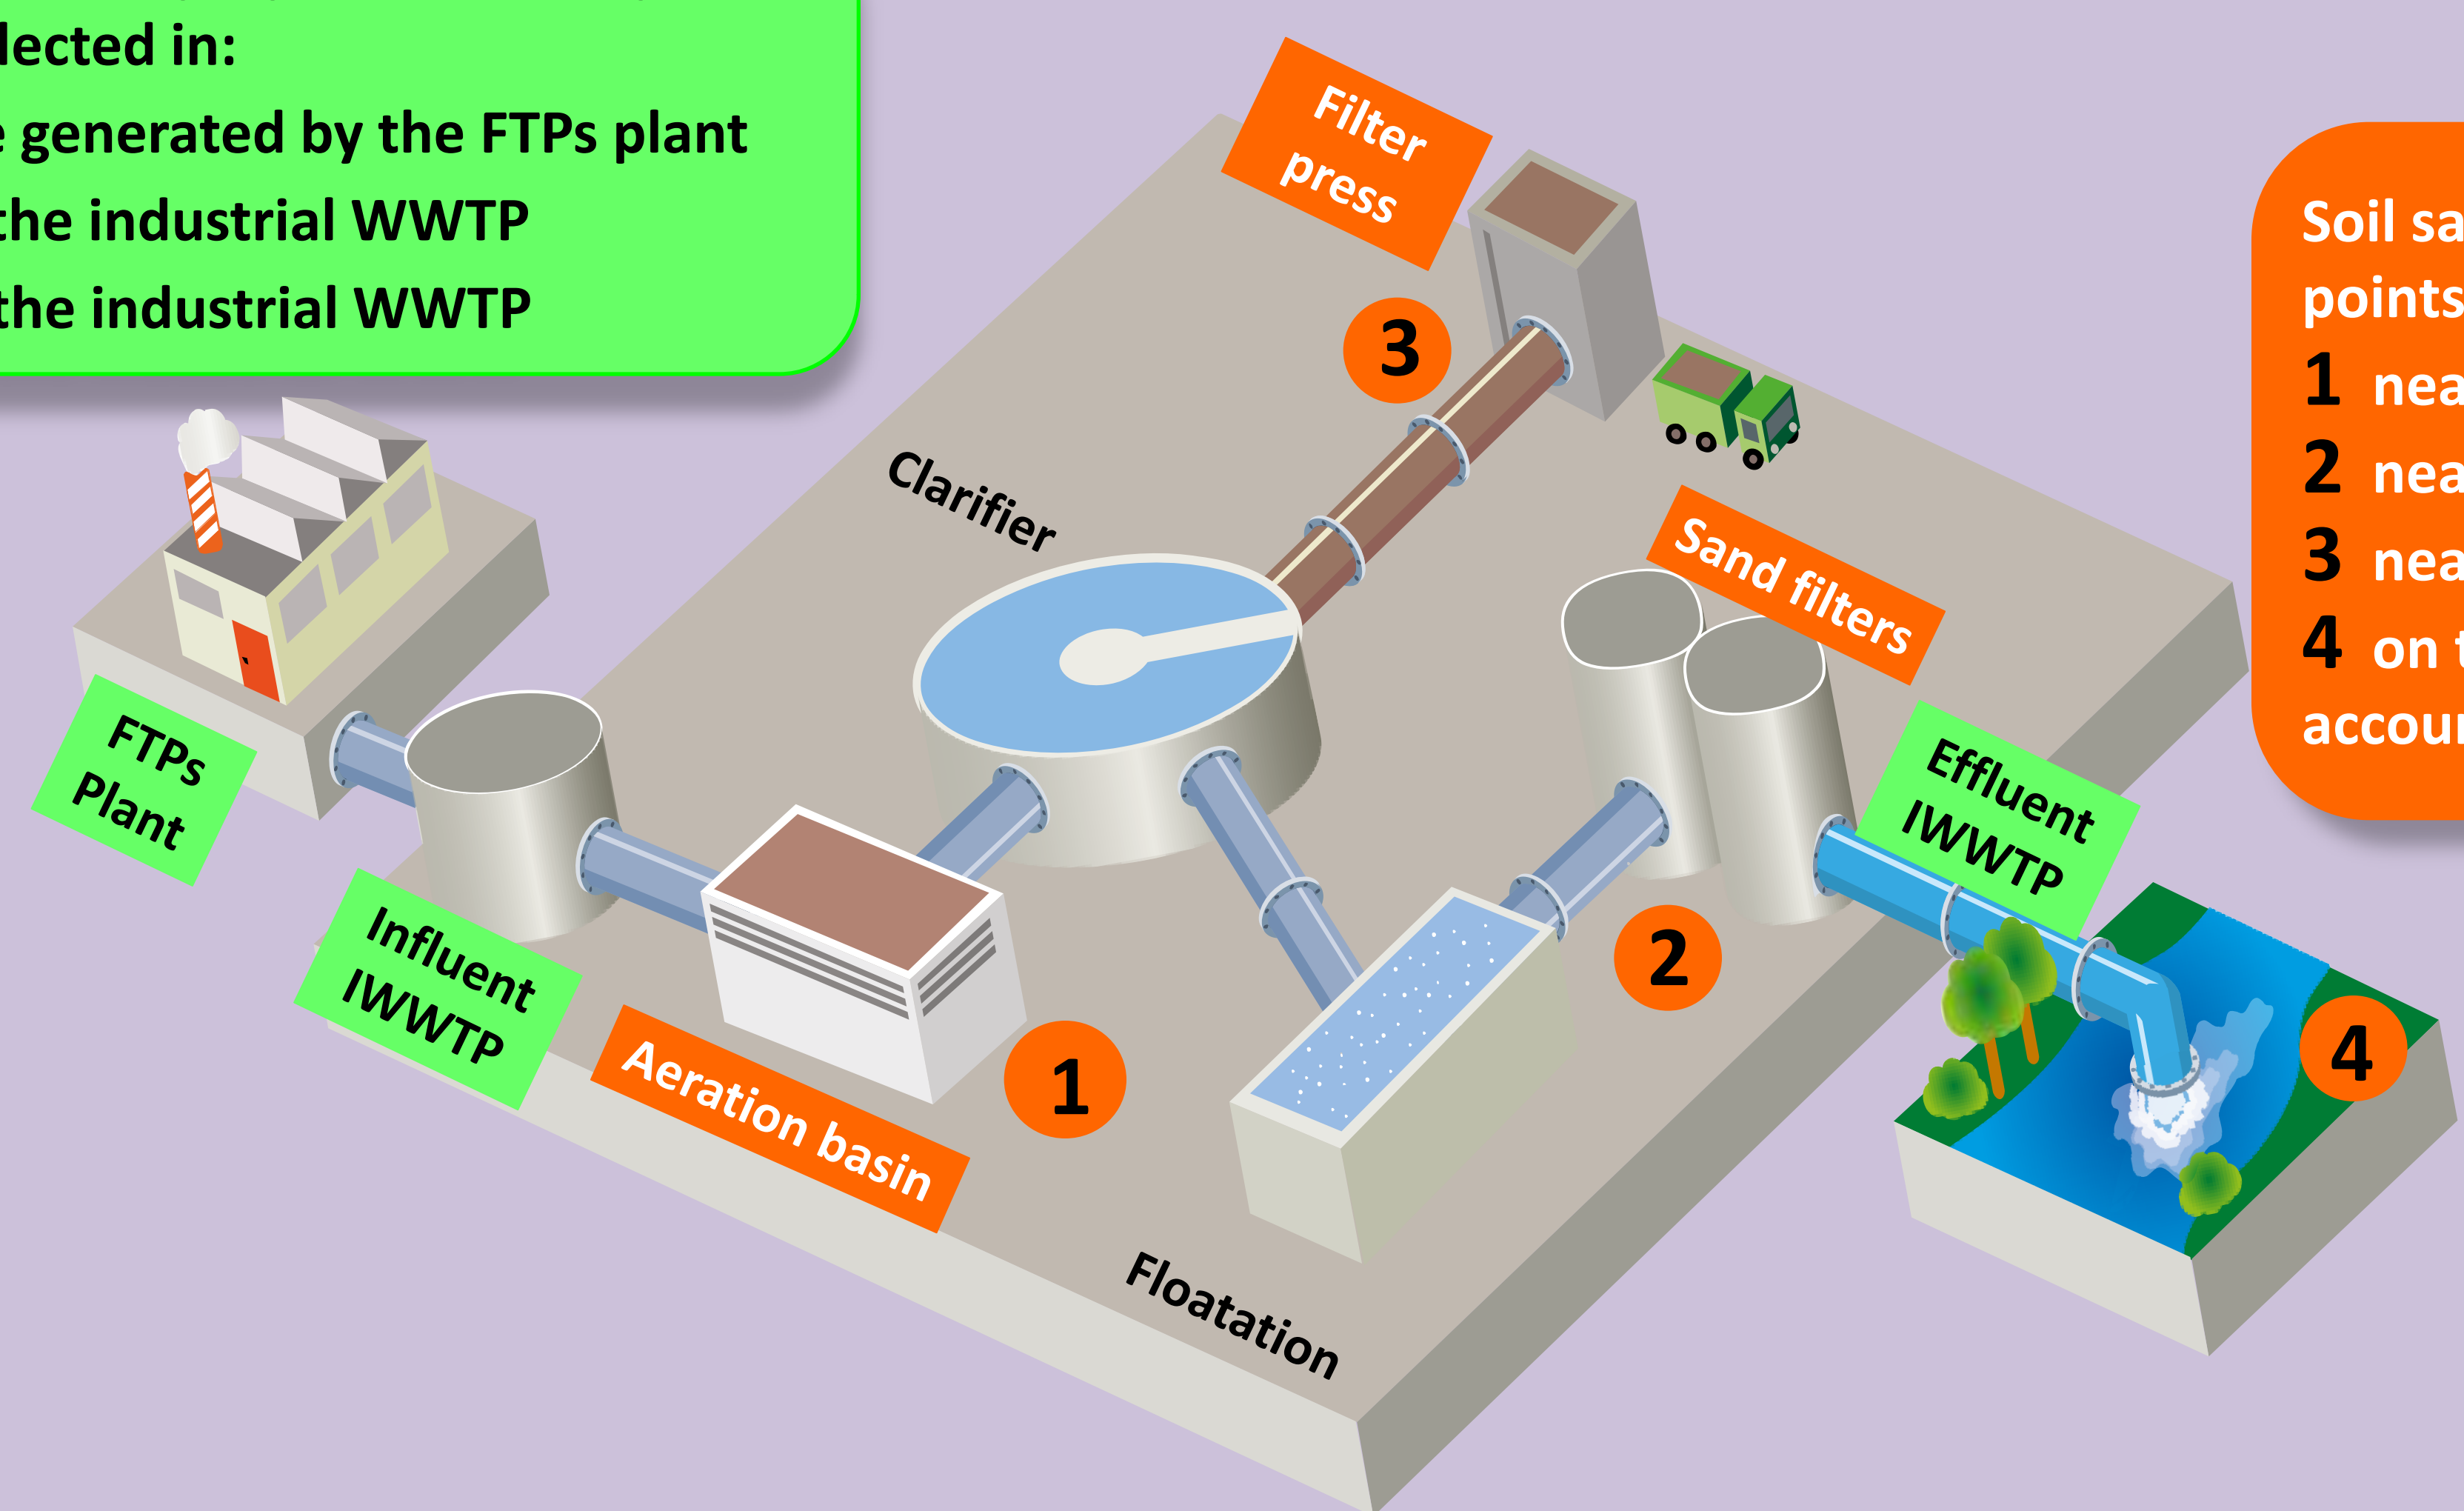 lected in:
e generated by the FTPs plant
the industrial WWTP
the industrial WWTP
Filter
press
3
Clarifier
Sand filters
FTPs
Plant
Influent
IWWTP
Aeration basin
1
2
Floatation
Effluent
IWWTP
4
Soil sa
points
1 nea
2 nea
3 nea
4 on t
accour